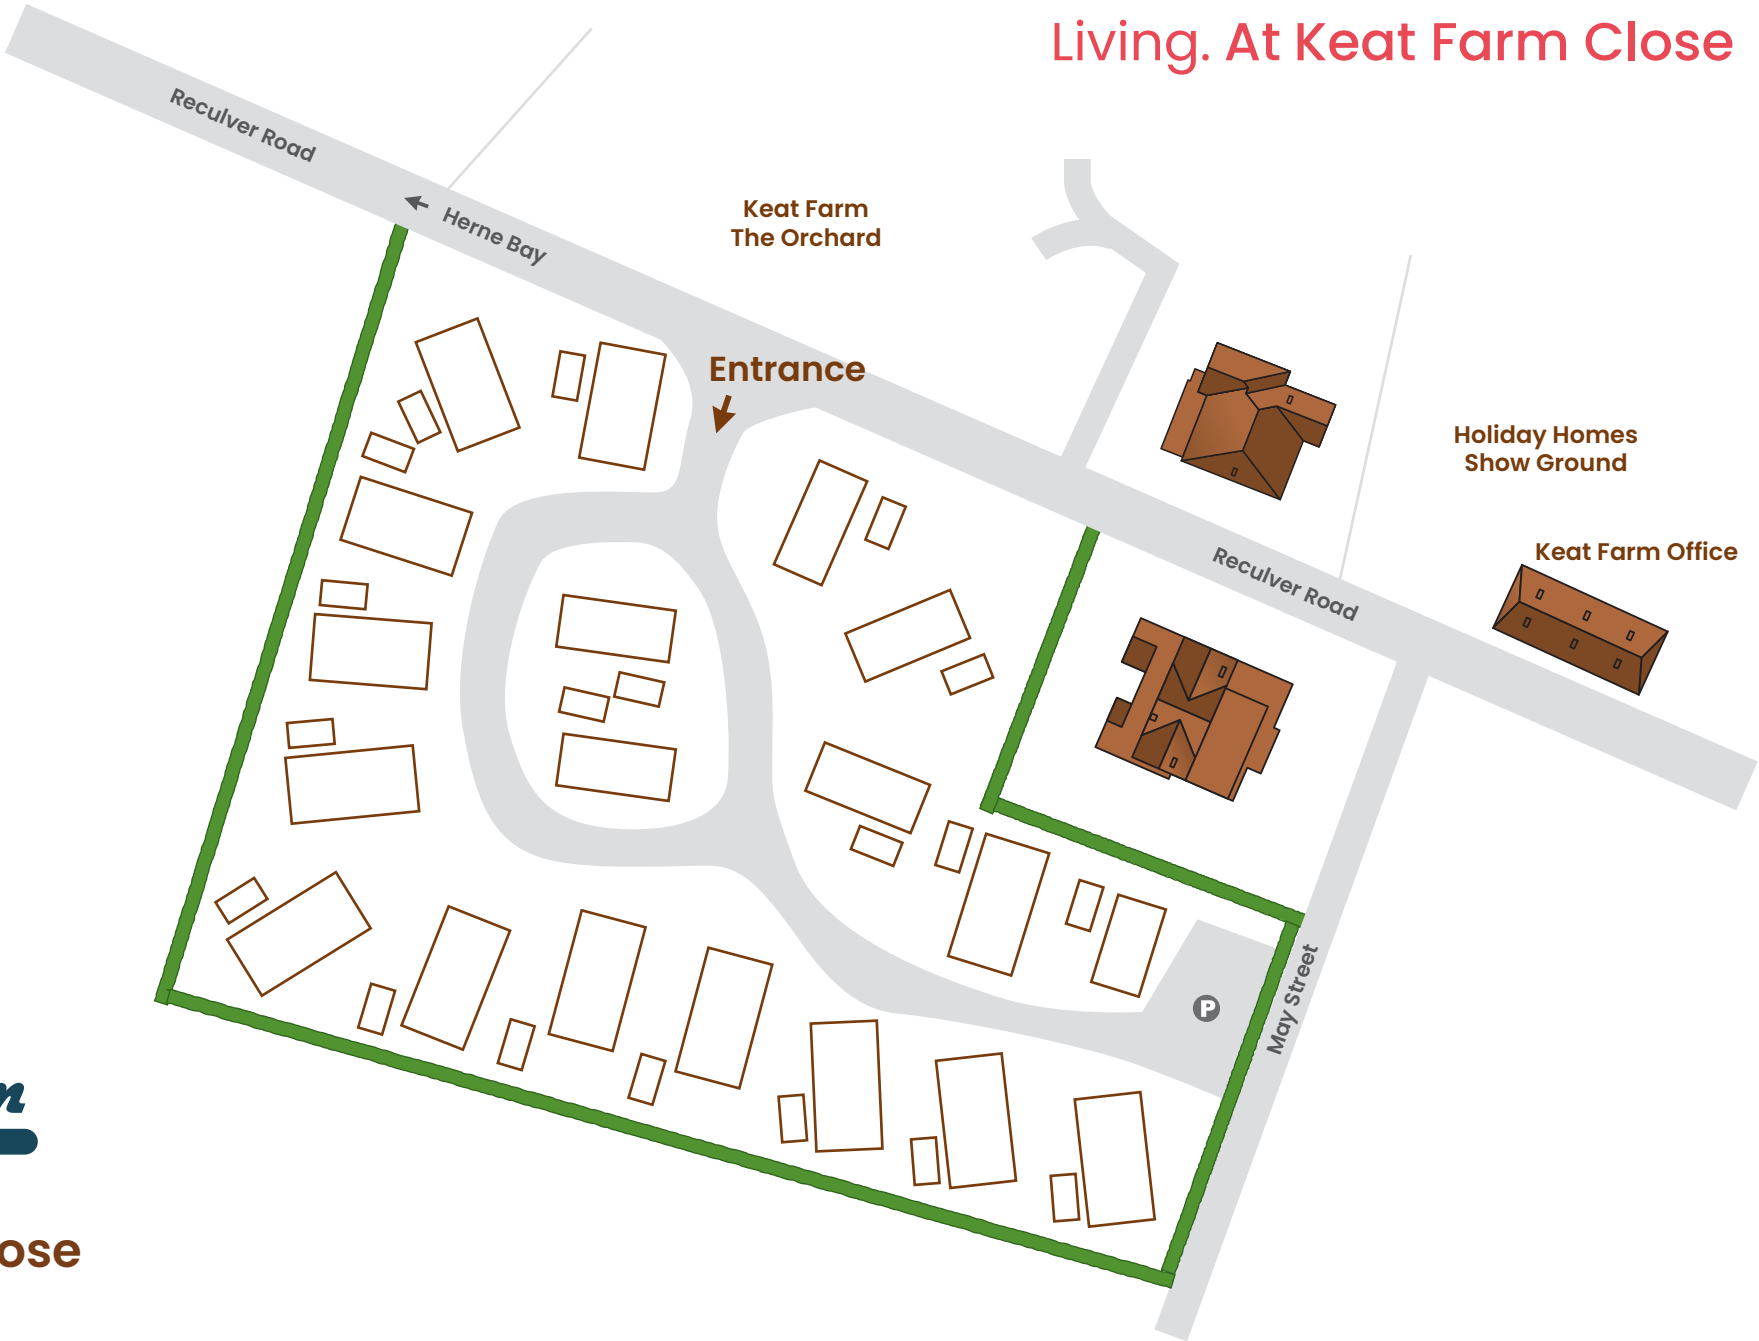 Living. At Keat Farm Close
Reculver Road
Herne Bay
Keat Farm
The Orchard
Entrance
Holiday Homes
Show Ground
Keat Farm Office
Reculver Road
P
May Street
m
ose